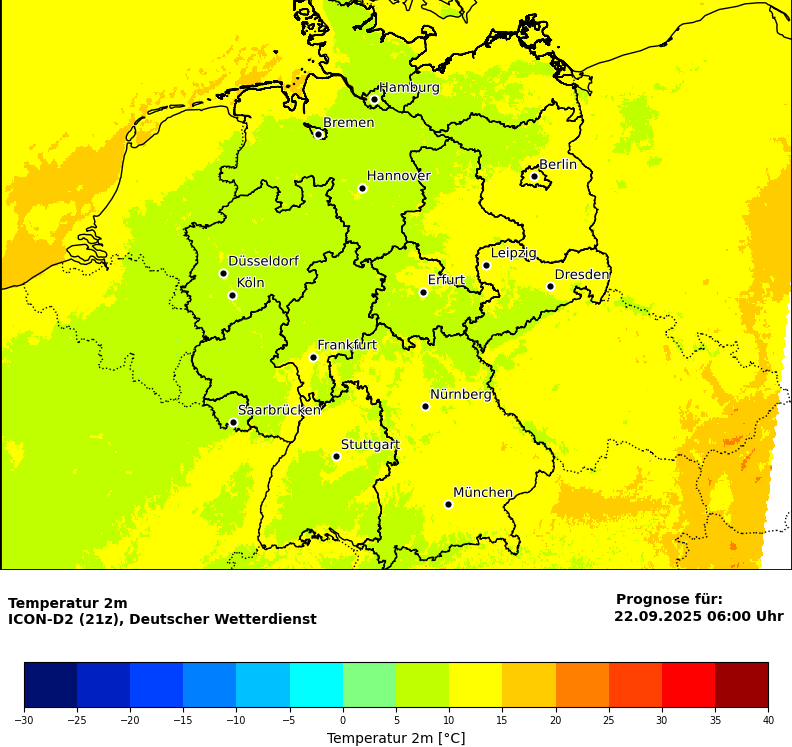 Hamburg
Bremen
Berlin
Hannover
Leipzig
Düsseldorf
Dresden
Köln
Erfurt
Frankfurt
Nürnberg
Saarbrücken
Stuttgart
München
Temperatur 2m
ICON-D2 (21z), Deutscher Wetterdienst
Prognose für:
22.09.2025 06:00 Uhr
−30 −25 −20 −15 −10 −5 0 5 10 15 20 25 30 35 40
Temperatur 2m [°C]